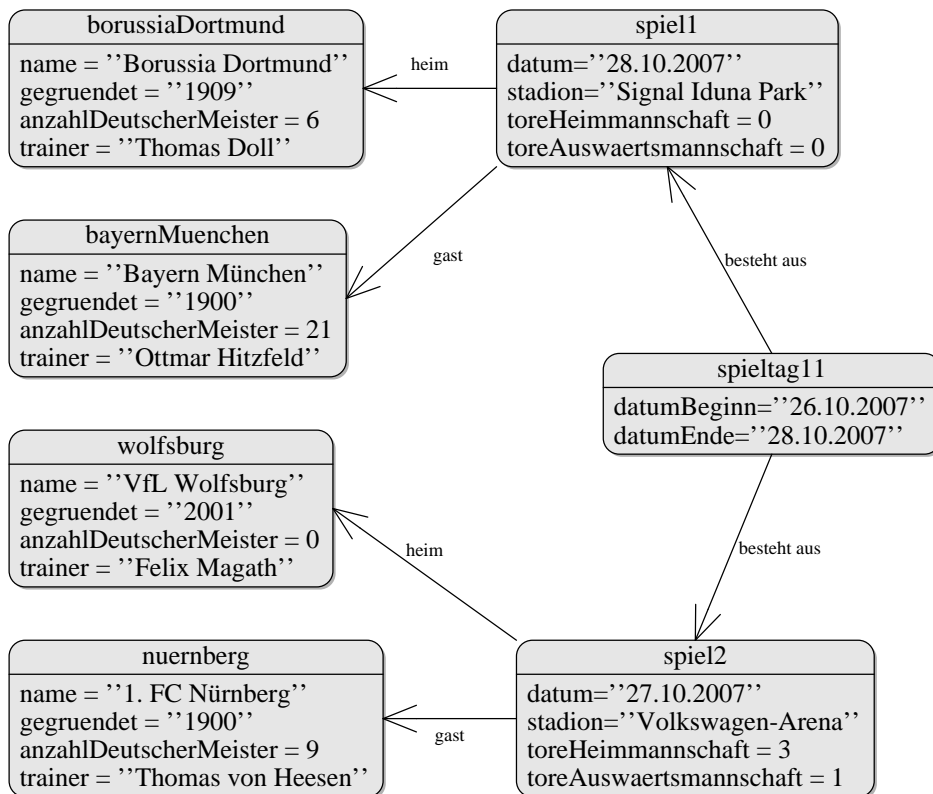 borussiaDortmund
name = ’’Borussia Dortmund’’
gegruendet = ’’1909’’
anzahlDeutscherMeister = 6
trainer = ’’Thomas Doll’’
heim
spiel1
datum=’’28.10.2007’’
stadion=’’Signal Iduna Park’’
toreHeimmannschaft = 0
toreAuswaertsmannschaft = 0
bayernMuenchen
name = ’’Bayern München’’
gegruendet = ’’1900’’
anzahlDeutscherMeister = 21
trainer = ’’Ottmar Hitzfeld’’
gast
besteht aus
spieltag11
datumBeginn=’’26.10.2007’’
datumEnde=’’28.10.2007’’
wolfsburg
name = ’’VfL Wolfsburg’’
gegruendet = ’’2001’’
anzahlDeutscherMeister = 0
trainer = ’’Felix Magath’’
heim
besteht aus
nuernberg
name = ’’1. FC Nürnberg’’
gegruendet = ’’1900’’
anzahlDeutscherMeister = 9
trainer = ’’Thomas von Heesen’’
gast
spiel2
datum=’’27.10.2007’’
stadion=’’Volkswagen-Arena’’
toreHeimmannschaft = 3
toreAuswaertsmannschaft = 1